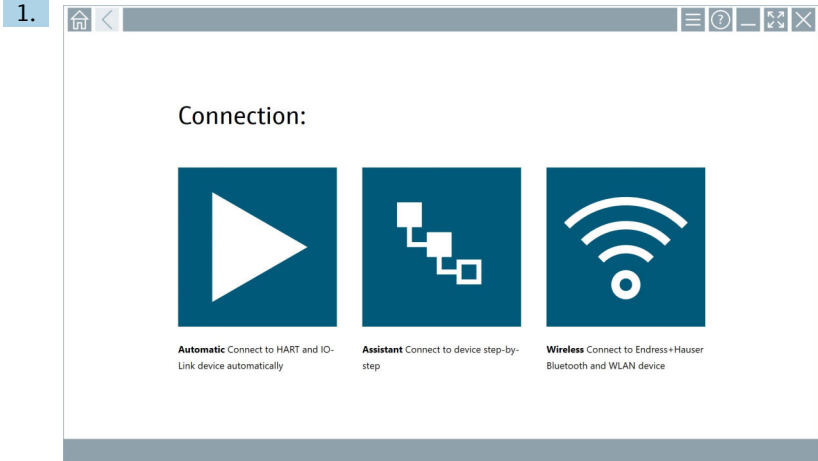 1.
?
Connection:
Automatic Connect to HART and IO-
Link device automatically
Assistant Connect to device step-by-
step
Wireless Connect to Endress+Hauser
Bluetooth and WLAN device